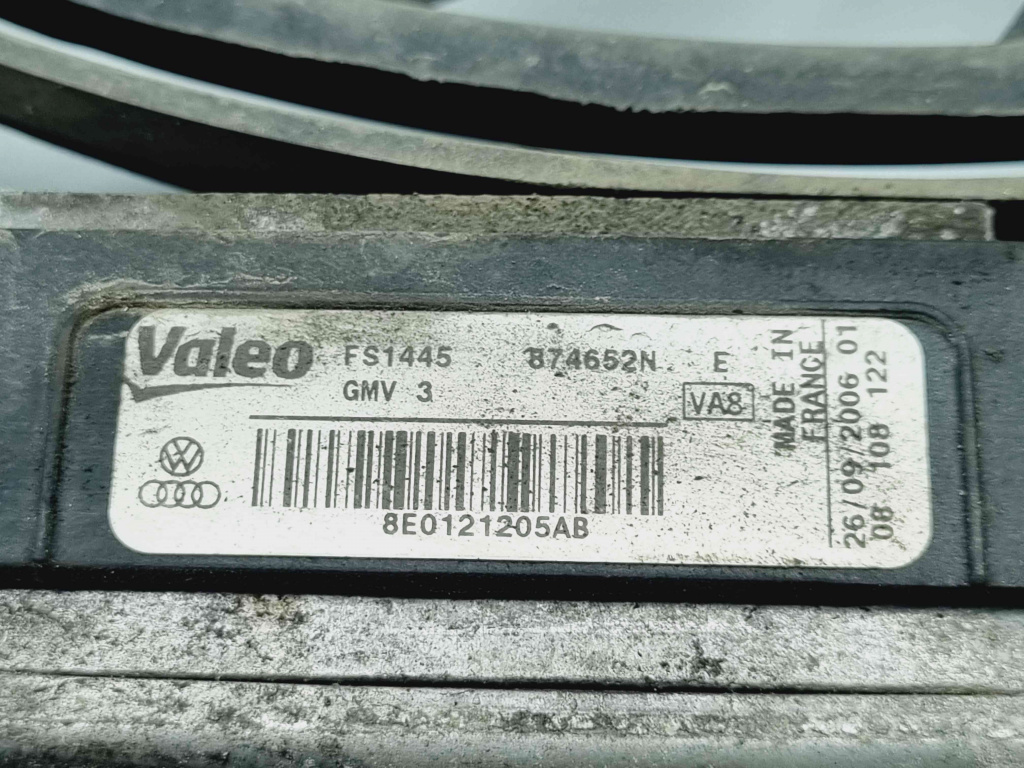 Valeo FS1445 874652N E
GMV 3 VA8
8E0121205AB
MADE IN
FRANCE
26/09/2006 01
08 108 122